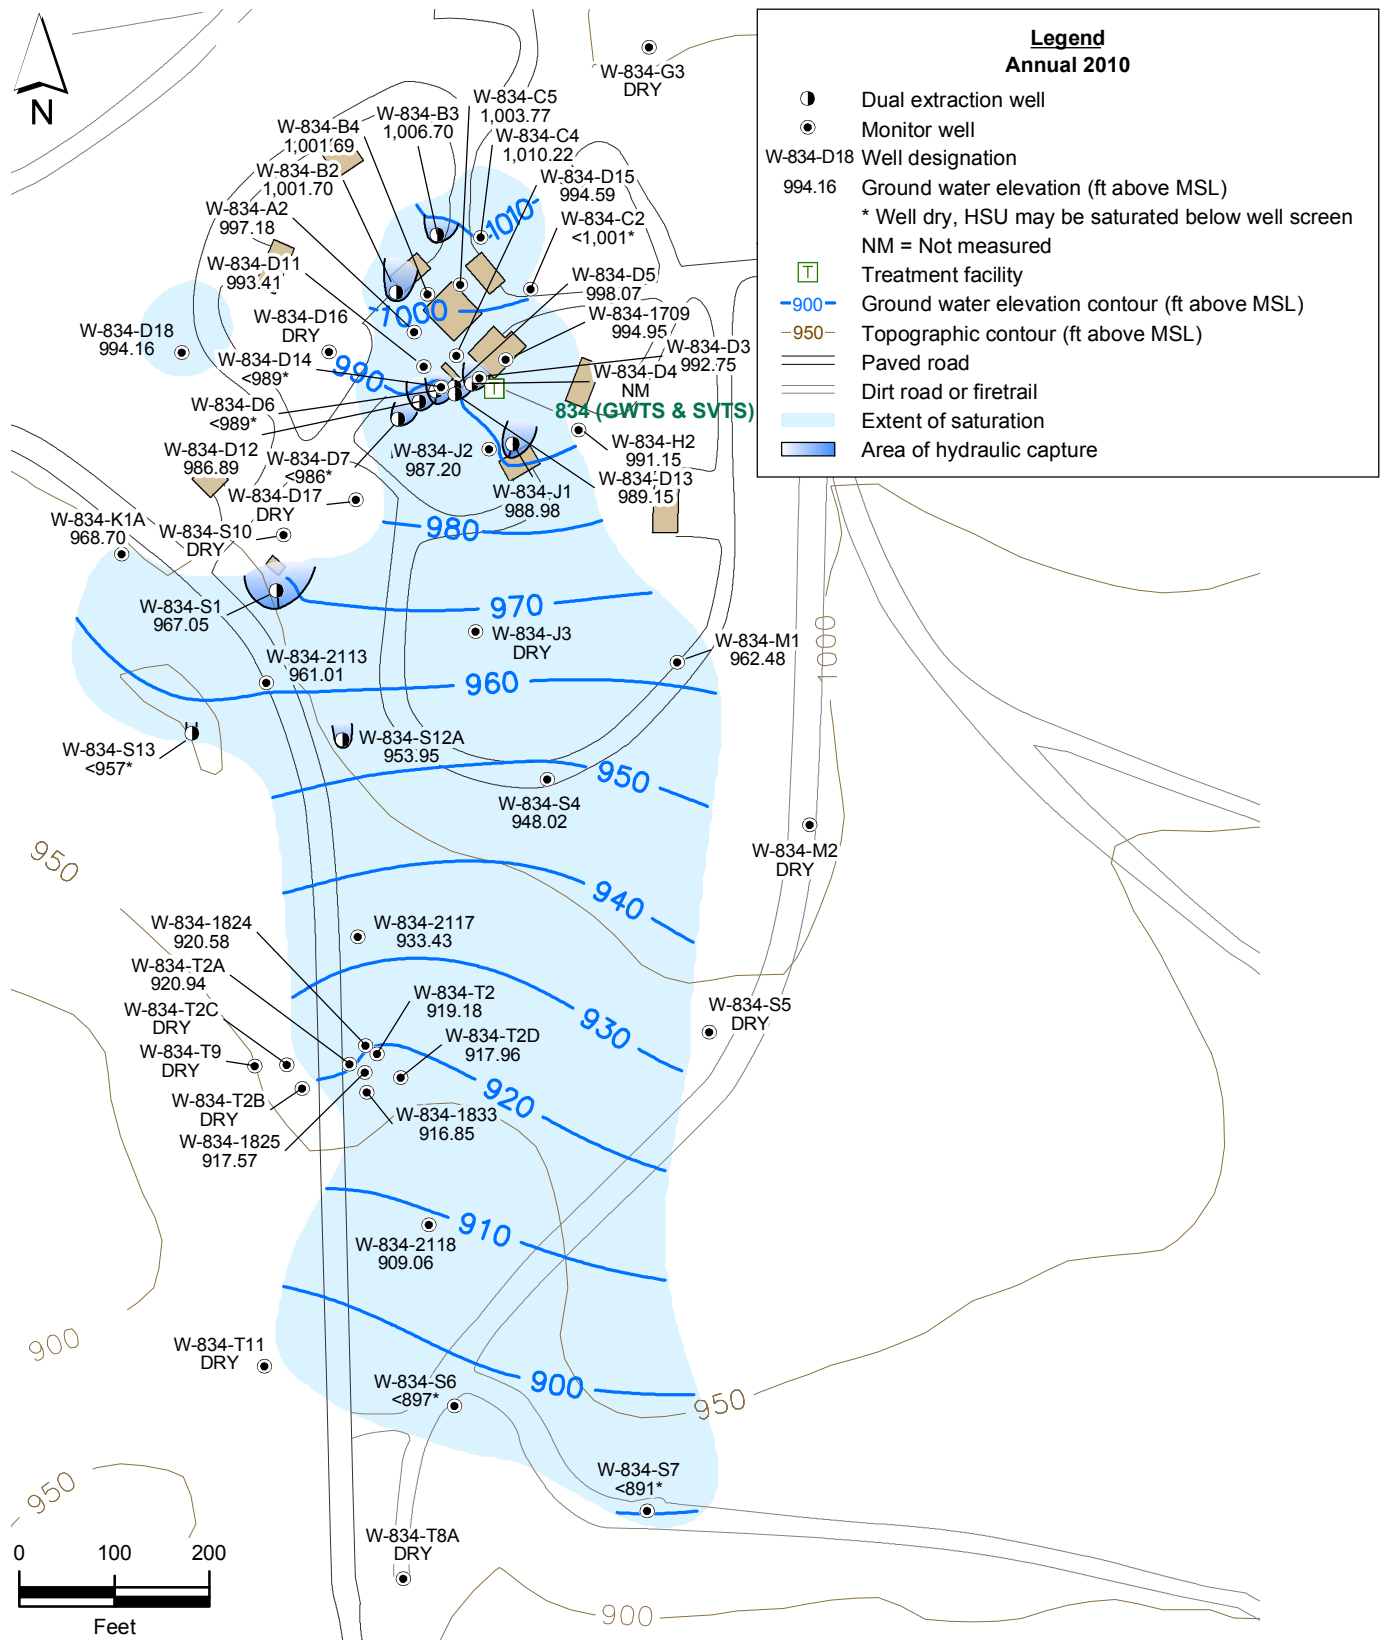 Legend
Annual 2010
Dual extraction well
Monitor well
W-834-D18 Well designation
994.16 Ground water elevation (ft above MSL)
* Well dry, HSU may be saturated below well screen
NM = Not measured
T Treatment facility
900 Ground water elevation contour (ft above MSL)
950 Topographic contour (ft above MSL)
Paved road
Dirt road or firetrail
Extent of saturation
Area of hydraulic capture
N
W-834-G3
DRY
W-834-C5
1,003.77
W-834-B3
1,006.70
W-834-B4
1,001.69
W-834-C4
1,010.22
W-834-B2
1,001.70
W-834-D15
994.59
W-834-A2
997.18
W-834-C2
<1,001*
1010
W-834-D11
993.41
W-834-D5
998.07
W-834-D16
DRY
1000
W-834-1709
994.95
W-834-D18
994.16
W-834-D3
992.75
W-834-D14
<989*
990
W-834-D4
NM
T
W-834-D6
<989*
834 (GWTS & SVTS)
W-834-D12
986.89
W-834-D7
<986*
W-834-J2
987.20
W-834-H2
991.15
W-834-D13
989.15
W-834-D17
DRY
W-834-J1
988.98
W-834-K1A
968.70
W-834-S10
DRY
980
W-834-S1
967.05
970
W-834-J3
DRY
W-834-M1
962.48
1000
W-834-2113
961.01
960
W-834-S13
<957*
W-834-S12A
953.95
950
W-834-S4
948.02
W-834-M2
DRY
950
940
W-834-1824
920.58
W-834-2117
933.43
W-834-T2A
920.94
W-834-T2
919.18
W-834-T2C
DRY
930
W-834-S5
DRY
W-834-T2D
917.96
W-834-T9
DRY
920
W-834-T2B
DRY
W-834-1833
916.85
W-834-1825
917.57
910
W-834-2118
909.06
W-834-T11
DRY
900
900
W-834-S6
<897*
950
W-834-S7
<891*
950
W-834-T8A
DRY
0 100 200
Feet
900